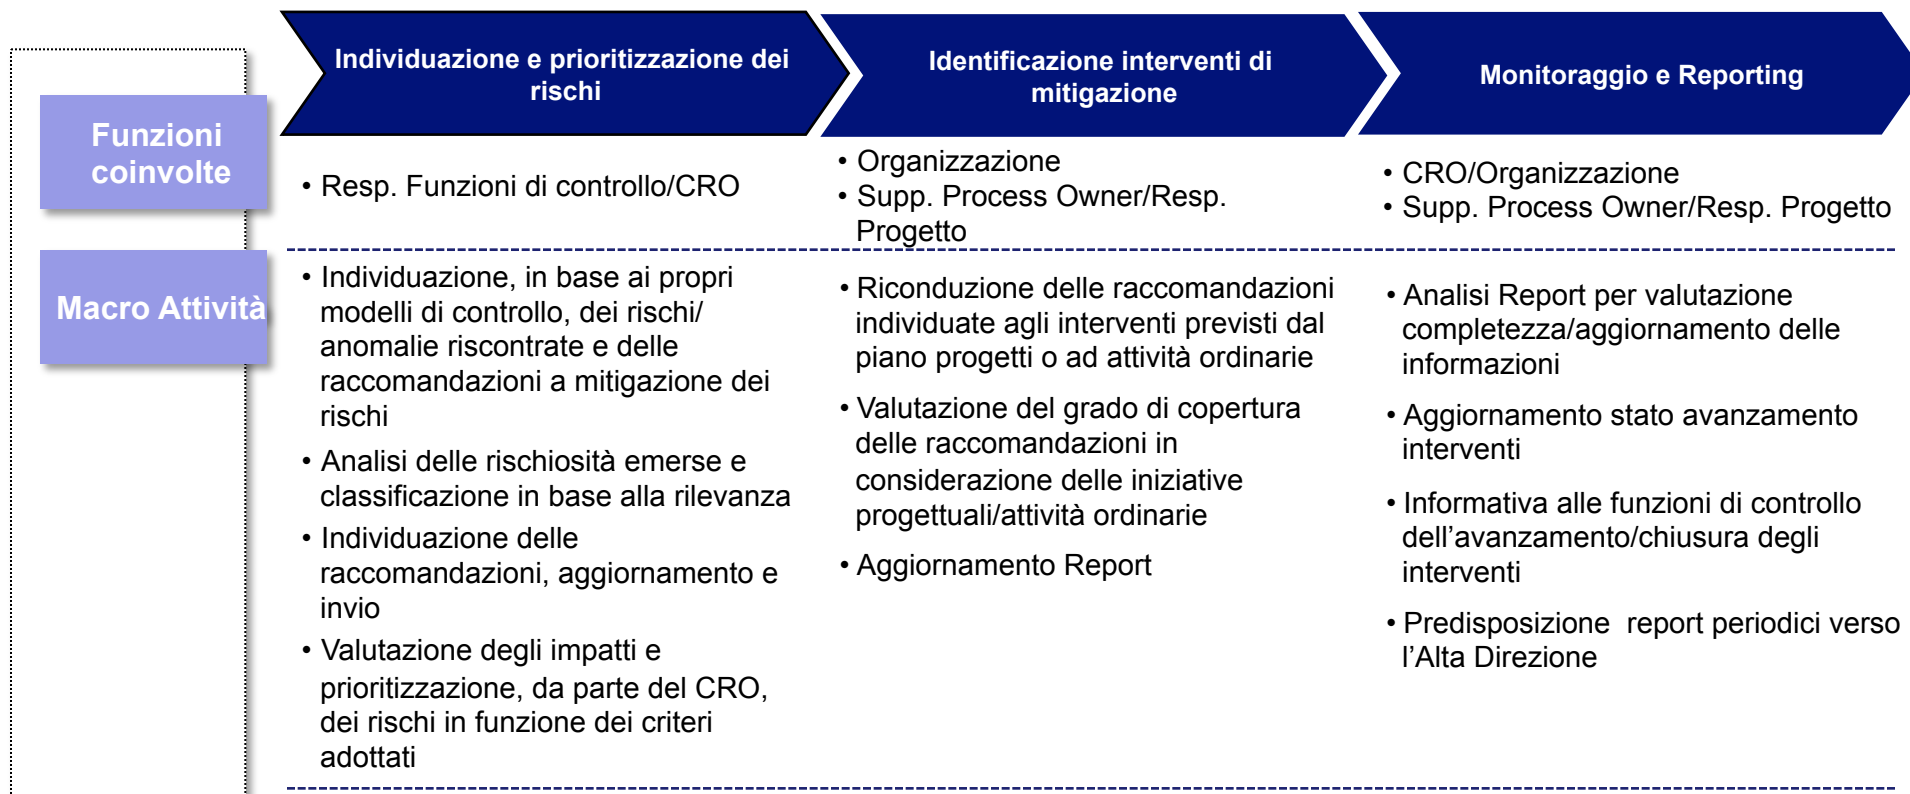 Individuazione e prioritizzazione dei
rischi
Identificazione interventi di
mitigazione
Monitoraggio e Reporting
Funzioni
coinvolte
• Resp. Funzioni di controllo/CRO
• Organizzazione
• Supp. Process Owner/Resp.
Progetto
• CRO/Organizzazione
• Supp. Process Owner/Resp. Progetto
Macro Attività
• Individuazione, in base ai propri
modelli di controllo, dei rischi/
anomalie riscontrate e delle
raccomandazioni a mitigazione dei
rischi
• Analisi delle rischiosità emerse e
classificazione in base alla rilevanza
• Individuazione delle
raccomandazioni, aggiornamento e
invio
• Valutazione degli impatti e
prioritizzazione, da parte del CRO,
dei rischi in funzione dei criteri
adottati
• Riconduzione delle raccomandazioni
individuate agli interventi previsti dal
piano progetti o ad attività ordinarie
• Valutazione del grado di copertura
delle raccomandazioni in
considerazione delle iniziative
progettuali/attività ordinarie
• Aggiornamento Report
• Analisi Report per valutazione
completezza/aggiornamento delle
informazioni
• Aggiornamento stato avanzamento
interventi
• Informativa alle funzioni di controllo
dell’avanzamento/chiusura degli
interventi
• Predisposizione  report periodici verso
l’Alta Direzione